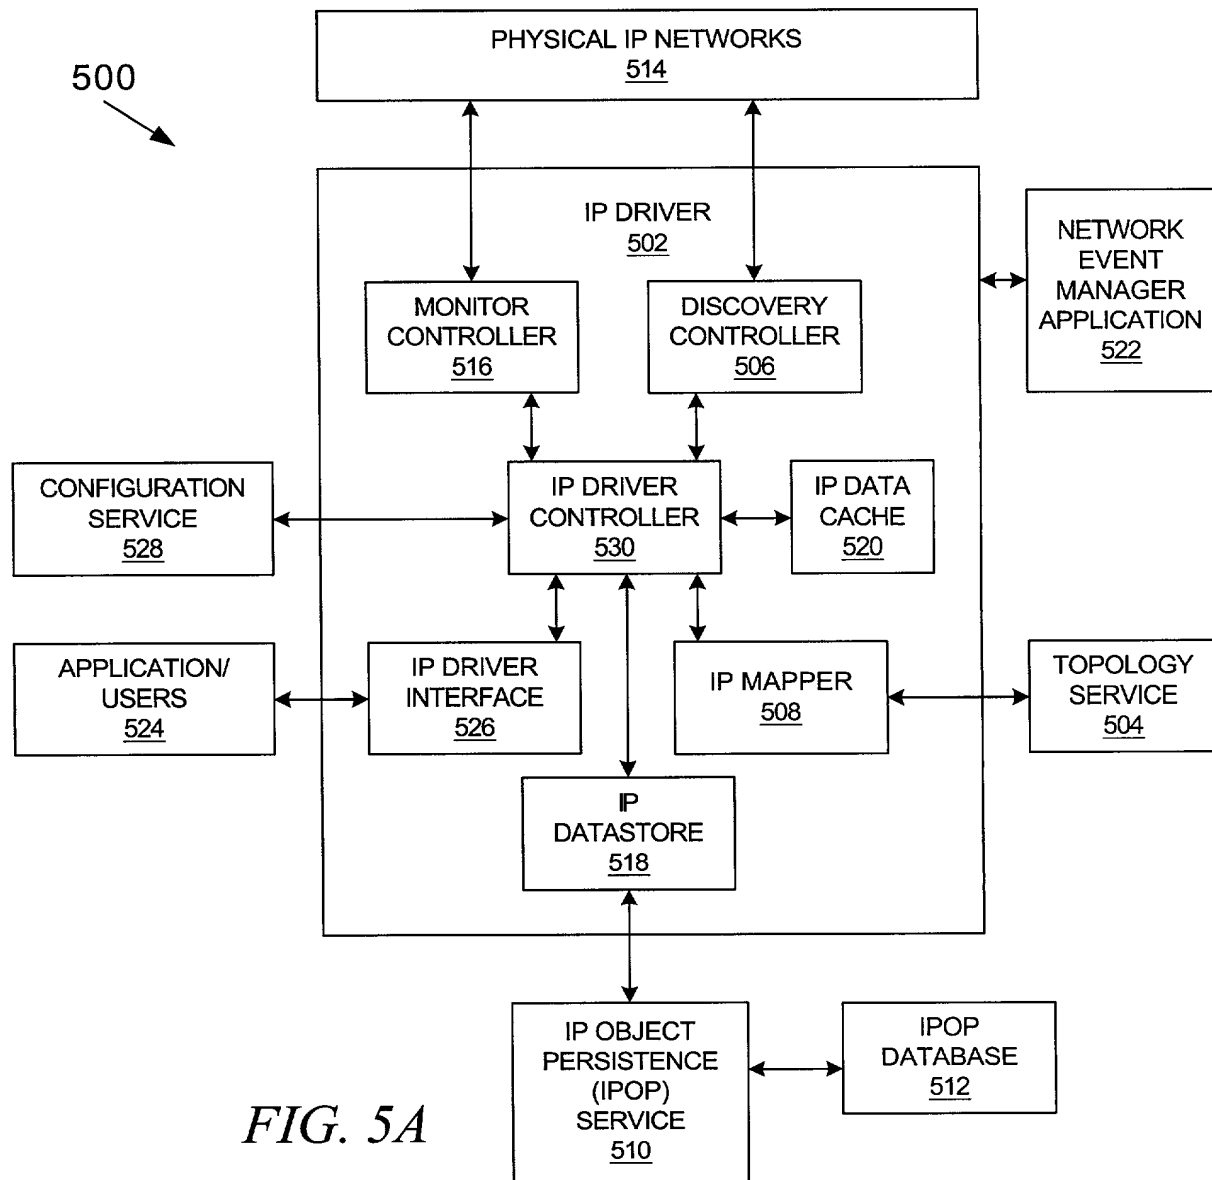 PHYSICAL IP NETWORKS
514
500
IP DRIVER
502
NETWORK
EVENT
MANAGER
APPLICATION
522
MONITOR
CONTROLLER
516
DISCOVERY
CONTROLLER
506
CONFIGURATION
SERVICE
528
IP DRIVER
CONTROLLER
530
IP DATA
CACHE
520
APPLICATION/
USERS
524
IP DRIVER
INTERFACE
526
IP MAPPER
508
TOPOLOGY
SERVICE
504
IP
DATASTORE
518
IP OBJECT
PERSISTENCE
(IPOP)
SERVICE
510
IPOP
DATABASE
512
FIG. 5A